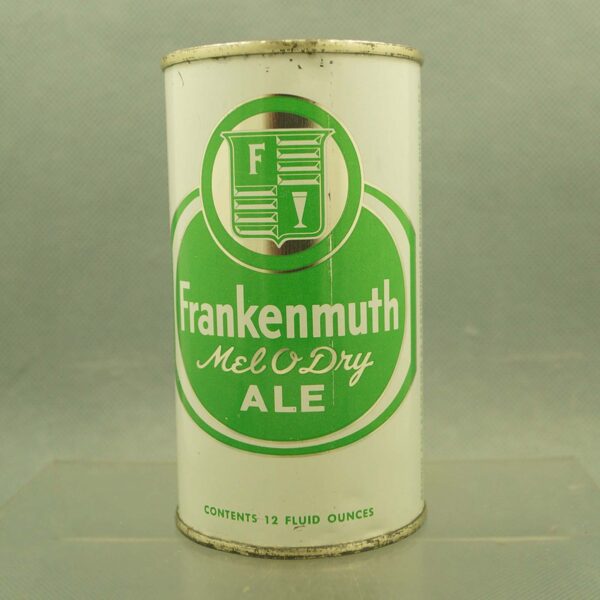 F
Frankenmuth
Mel O Dry
ALE
CONTENTS 12 FLUID OUNCES